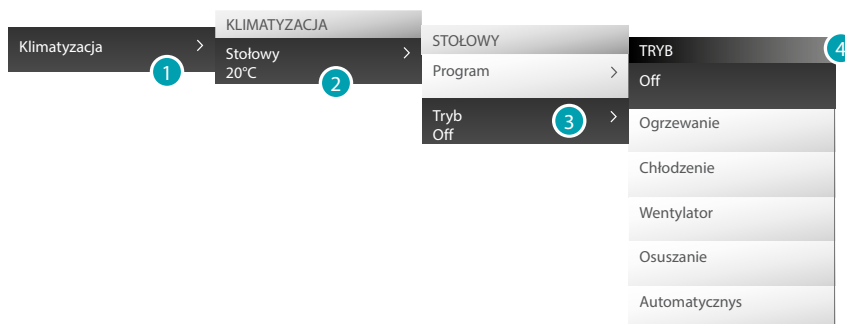 Klimatyzacja
1
KLIMATYZACJA
Stołowy
20°C
2
STOŁOWY
Program
Tryb
Off
3
TRYB
4
Off
Ogrzewanie
Chłodzenie
Wentylator
Osuszanie
Automatycznys